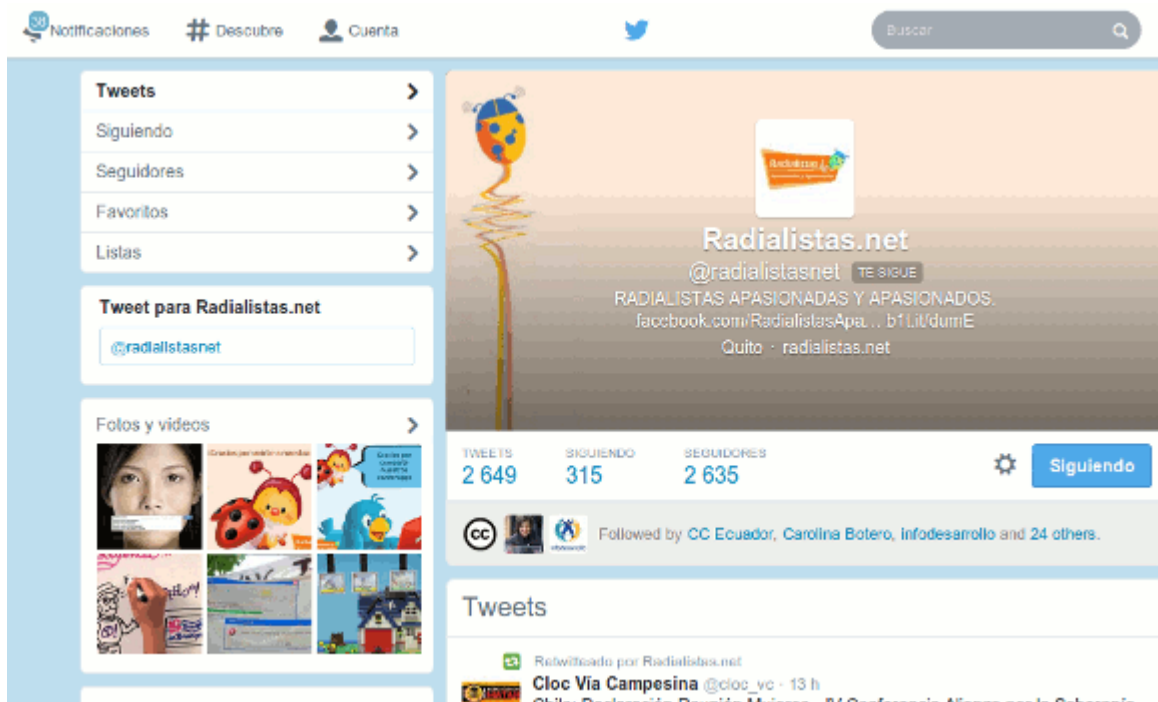 38
Notificaciones
Descubre
Cuenta
Buscar
Tweets
Siguiendo
Seguidores
Favoritos
Listas
Tweet para Radialistas.net
@radialistasnet
Fotos y videos
Radialistas.net
@radialistasnet TE SIGUE
RADIALISTAS APASIONADAS Y APASIONADOS.
facebook.com/RadialistasApa…
Quito · radialistas.net
TWEETS SIGUIENDO SEGUIDORES
2 649 315 2 635
Siguiendo
cc
Followed by CC Ecuador, Carolina Botero, infodesarrollo and 24 others.
Tweets
Retwitteado por Radialistas.net
Cloc Vía Campesina @cloc_vc · 13 h